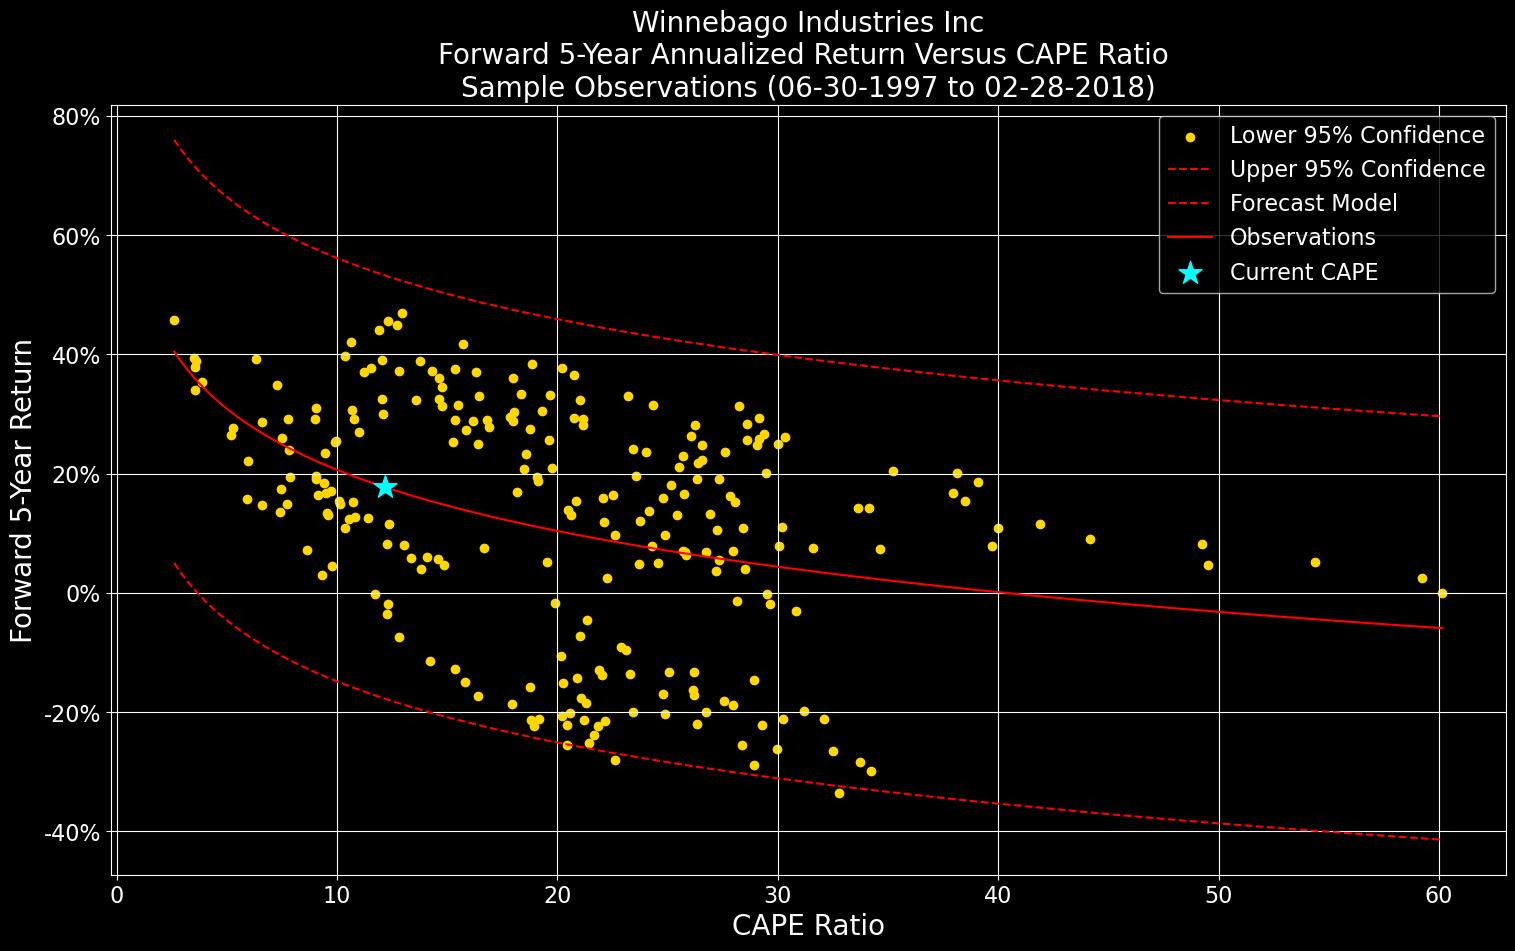 Winnebago Industries Inc
Forward 5-Year Annualized Return Versus CAPE Ratio
Sample Observations (06-30-1997 to 02-28-2018)
Lower 95% Confidence
Upper 95% Confidence
Forecast Model
Observations
Current CAPE
Forward 5-Year Return
80%
60%
40%
20%
0%
-20%
-40%
0 10 20 30 40 50 60
CAPE Ratio